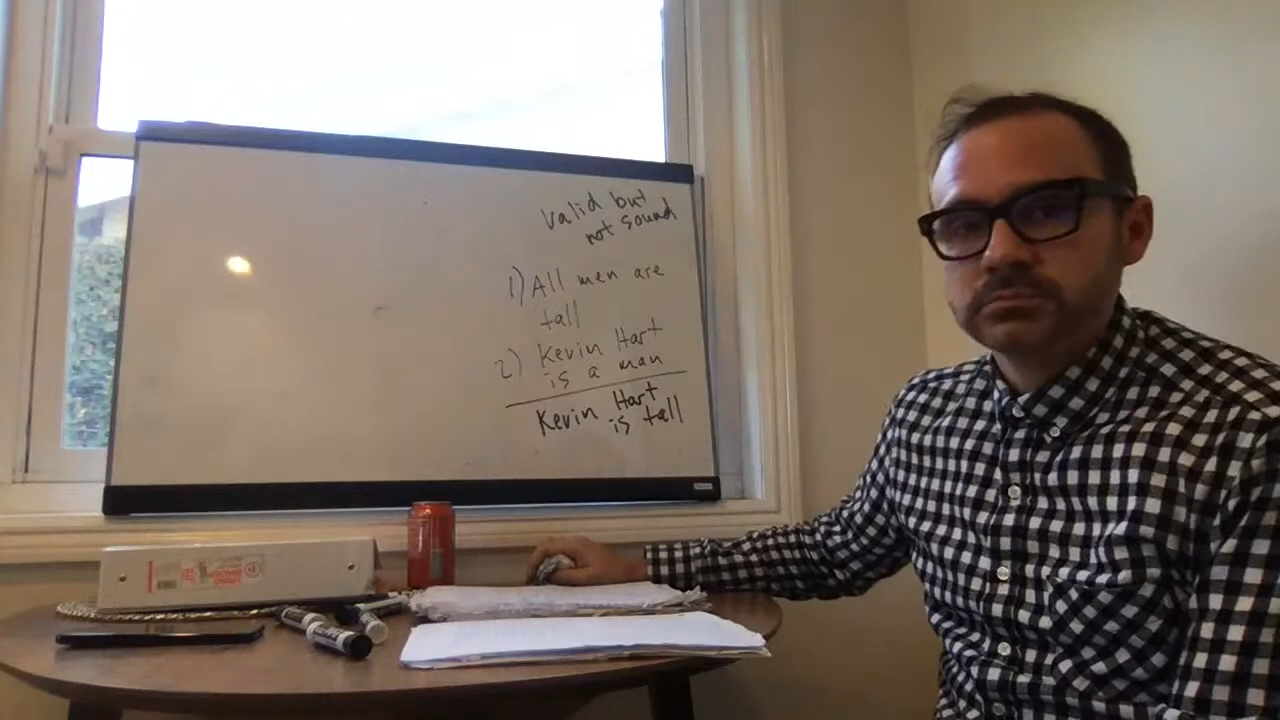 Valid but
not sound
1) All men are
tall
2) Kevin Hart
is a man
Kevin Hart
is tall